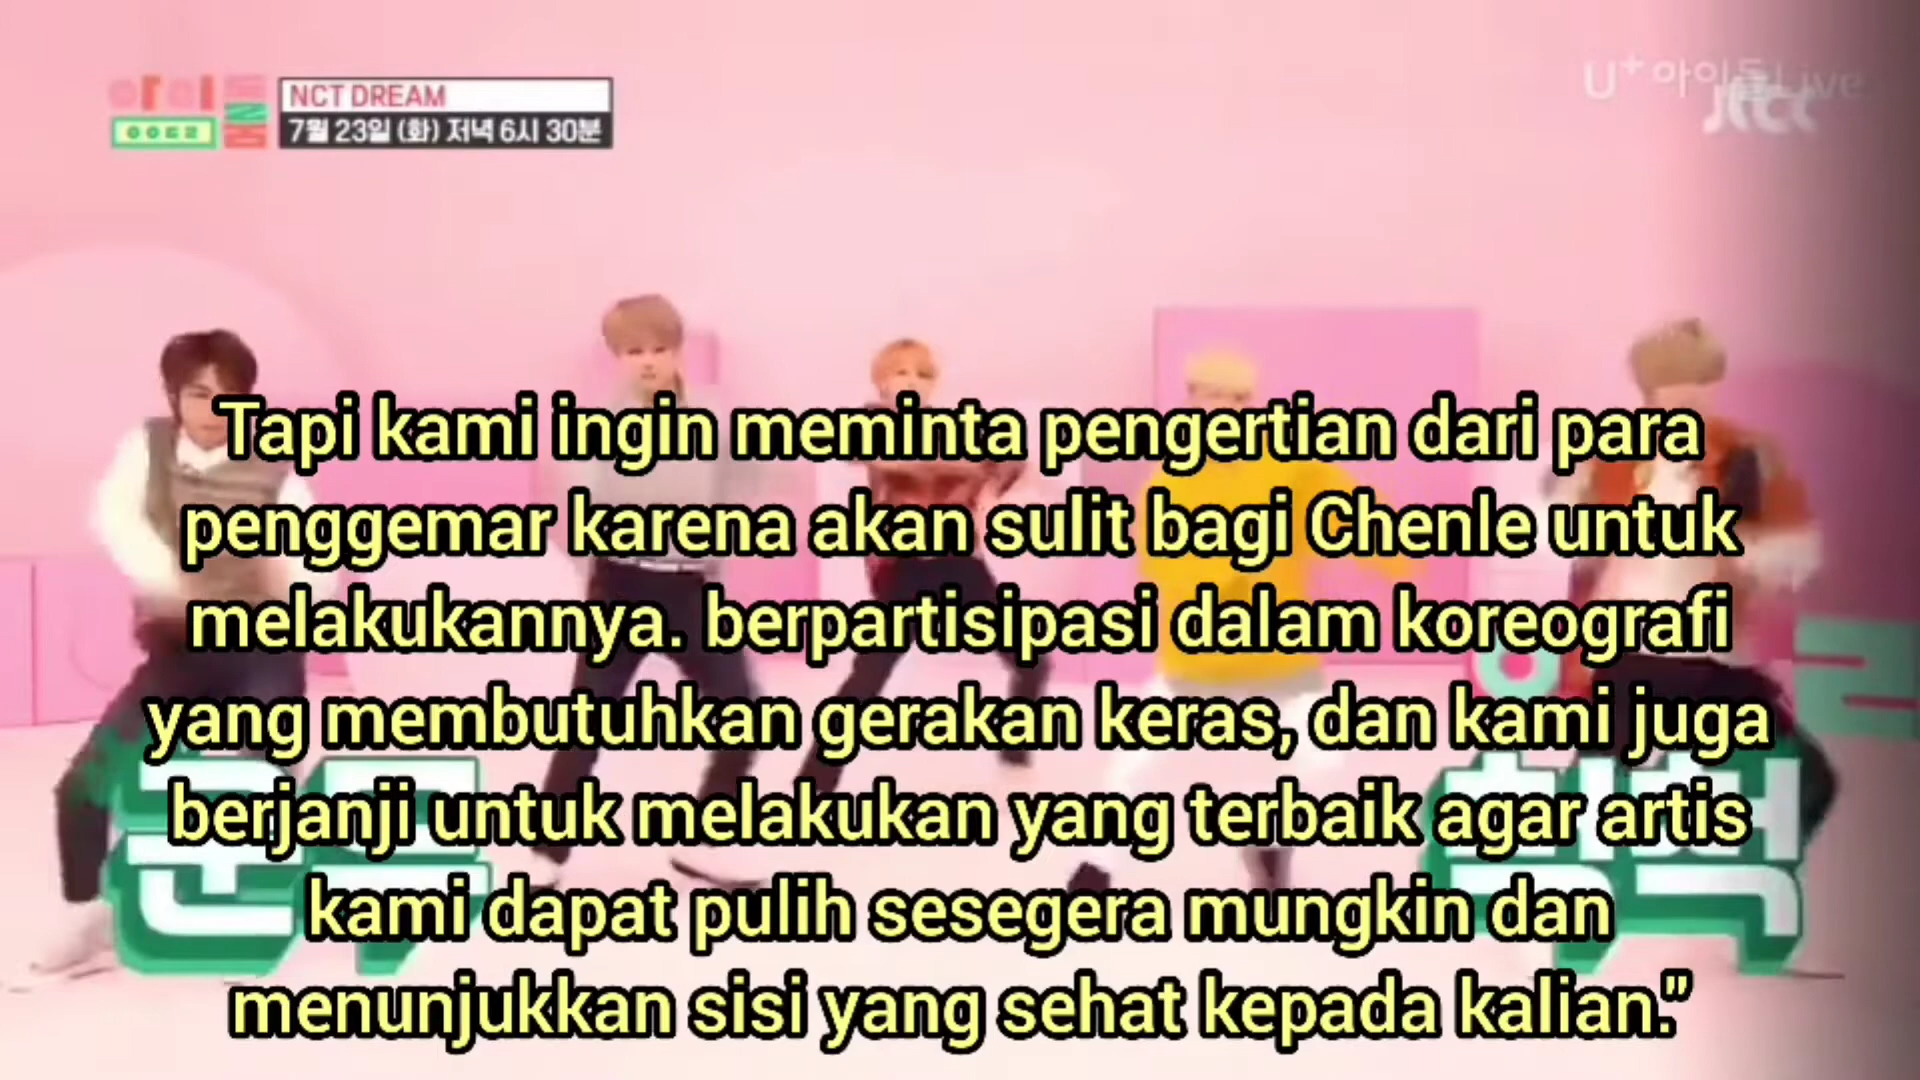 NCT DREAM
7월 23일 (화) 저녁 6시 30분
U+아이돌Live
JTBC
Tapi kami ingin meminta pengertian dari para
penggemar karena akan sulit bagi Chenle untuk
melakukannya. berpartisipasi dalam koreografi
yang membutuhkan gerakan keras, dan kami juga
berjanji untuk melakukan yang terbaik agar artis
kami dapat pulih sesegera mungkin dan
menunjukkan sisi yang sehat kepada kalian."